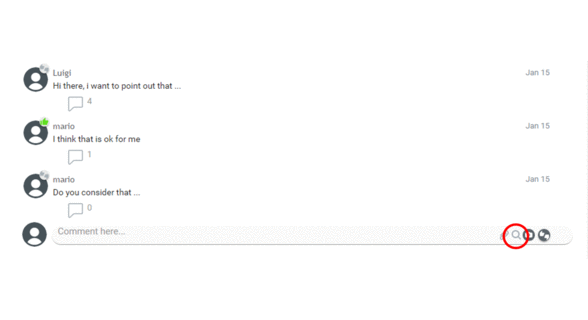 Luigi
Jan 15
Hi there, i want to point out that ...
4
mario
Jan 15
I think that is ok for me
1
mario
Jan 15
Do you consider that ...
0
Comment here...